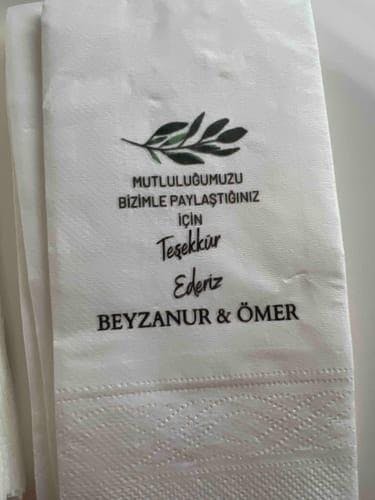 MUTLULUĞUMUZU
BİZİMLE PAYLAŞTIĞINIZ
İÇİN
Teşekkür
Ederiz
BEYZANUR & ÖMER